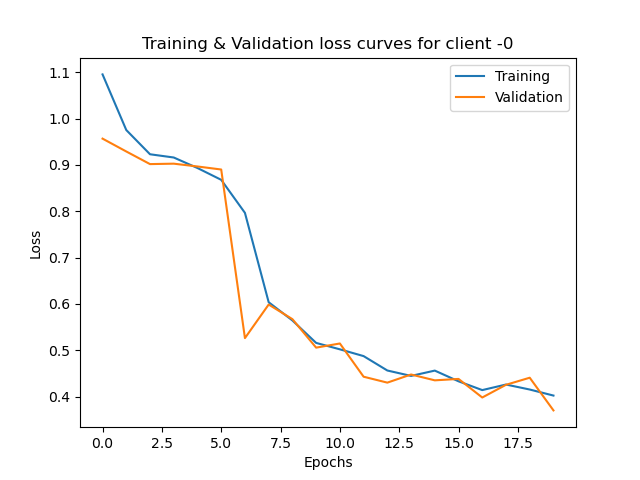 Training & Validation loss curves for client -0
Training
Validation
Loss
1.1
1.0
0.9
0.8
0.7
0.6
0.5
0.4
0.0 2.5 5.0 7.5 10.0 12.5 15.0 17.5
Epochs